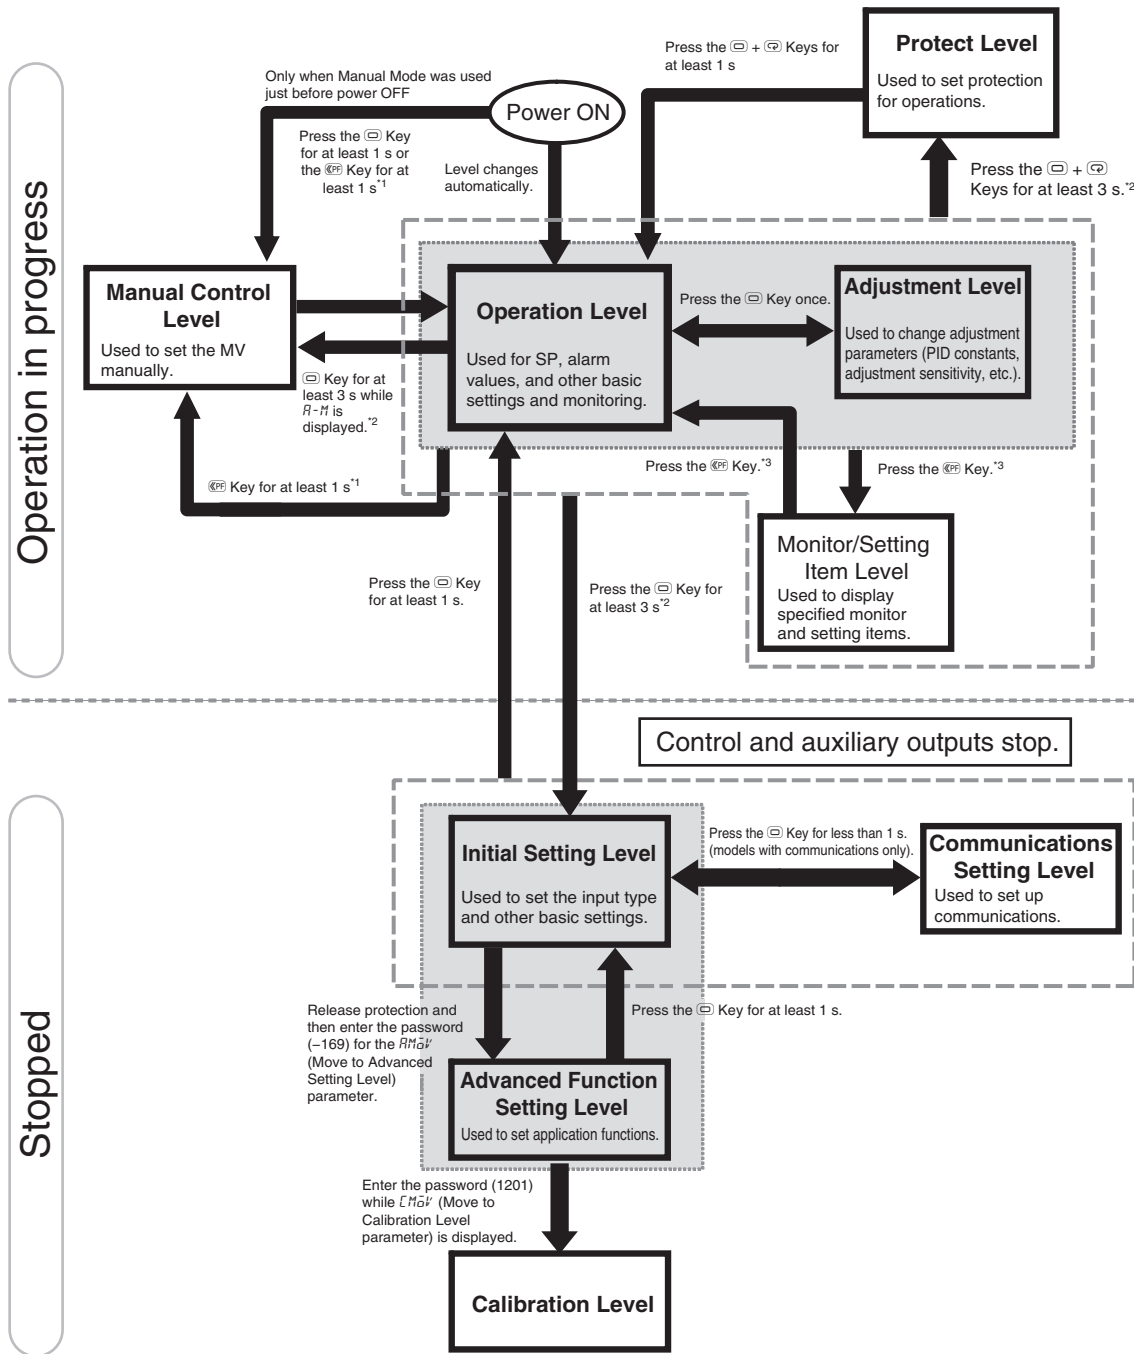 Operation in progress
Only when Manual Mode was used
just before power OFF
Power ON
Press the Key
for at least 1 s or
the PF Key for at
least 1 s*1
Level changes
automatically.
Press the + Keys for
at least 1 s
Protect Level
Used to set protection
for operations.
Press the +
Keys for at least 3 s.*2
Manual Control
Level
Used to set the MV
manually.
Key for at
least 3 s while
A-M is
displayed.*2
PF Key for at least 1 s*1
Operation Level
Used for SP, alarm
values, and other basic
settings and monitoring.
Press the Key once.
Adjustment Level
Used to change adjustment
parameters (PID constants,
adjustment sensitivity, etc.).
Press the PF Key.*3
Press the PF Key.*3
Monitor/Setting
Item Level
Used to display
specified monitor
and setting items.
Press the Key
for at least 1 s.
Press the Key for
at least 3 s*2
Control and auxiliary outputs stop.
Stopped
Initial Setting Level
Used to set the input type
and other basic settings.
Press the Key for less than 1 s.
(models with communications only).
Communications
Setting Level
Used to set up
communications.
Release protection and
then enter the password
(–169) for the AMoV
(Move to Advanced
Setting Level)
parameter.
Press the Key for at least 1 s.
Advanced Function
Setting Level
Used to set application functions.
Enter the password (1201)
while CMoV (Move to
Calibration Level
parameter) is displayed.
Calibration Level